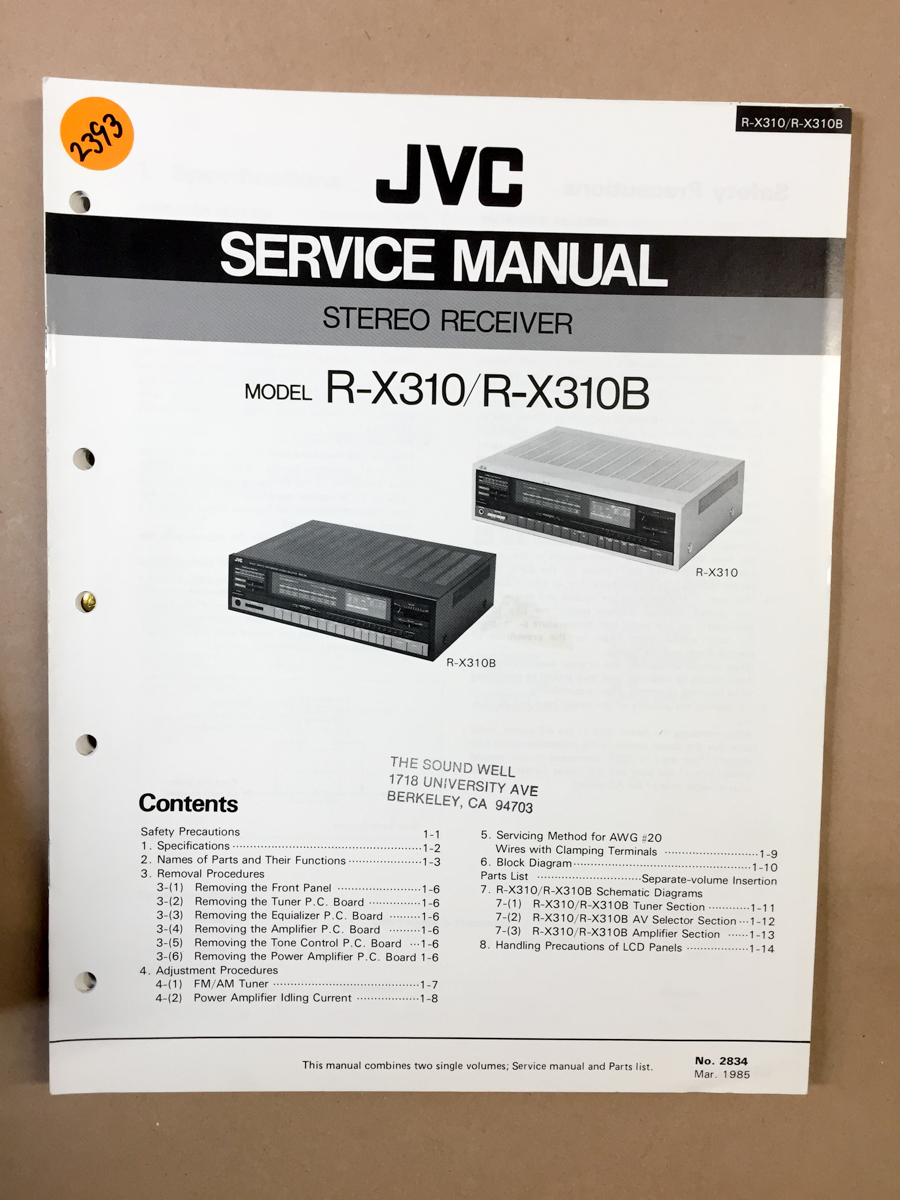 2393
R-X310/R-X310B
JVC
SERVICE MANUAL
STEREO RECEIVER
MODEL R-X310/R-X310B
R-X310
JVC
R-X310B
THE SOUND WELL
1718 UNIVERSITY AVE
BERKELEY, CA 94703
Contents
Safety Precautions 1-1
1. Specifications 1-2
2. Names of Parts and Their Functions 1-3
3. Removal Procedures
3-(1) Removing the Front Panel 1-6
3-(2) Removing the Tuner P.C. Board 1-6
3-(3) Removing the Equalizer P.C. Board 1-6
3-(4) Removing the Amplifier P.C. Board 1-6
3-(5) Removing the Tone Control P.C. Board 1-6
3-(6) Removing the Power Amplifier P.C. Board 1-6
4. Adjustment Procedures
4-(1) FM/AM Tuner 1-7
4-(2) Power Amplifier Idling Current 1-8
5. Servicing Method for AWG #20
Wires with Clamping Terminals 1-9
6. Block Diagram 1-10
Parts List Separate-volume Insertion
7. R-X310/R-X310B Schematic Diagrams
7-(1) R-X310/R-X310B Tuner Section 1-11
7-(2) R-X310/R-X310B AV Selector Section 1-12
7-(3) R-X310/R-X310B Amplifier Section 1-13
8. Handling Precautions of LCD Panels 1-14
This manual combines two single volumes; Service manual and Parts list.
No. 2834
Mar. 1985